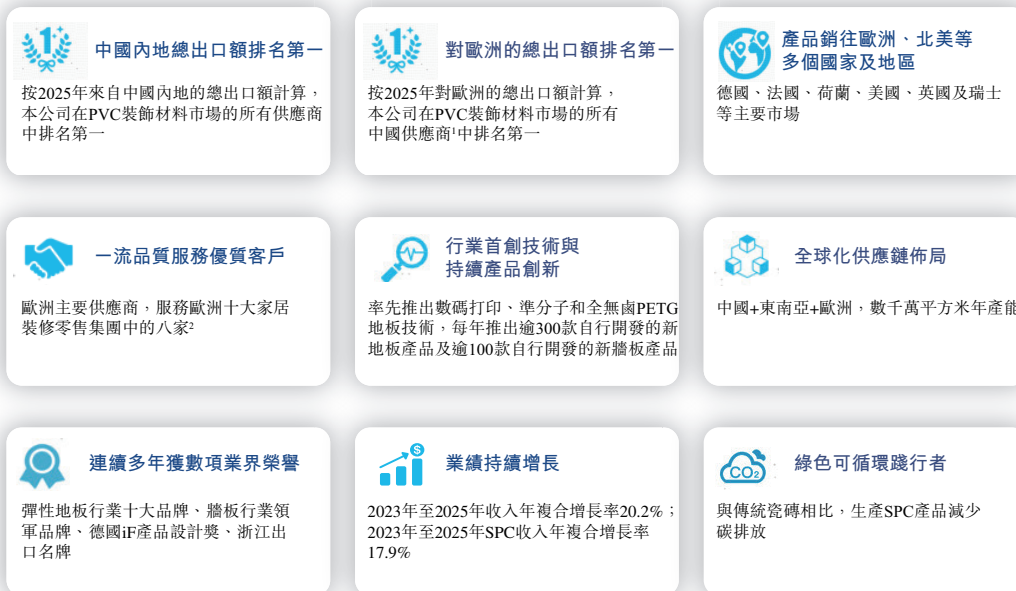 中國內地總出口額排名第一
按2025年來自中國內地的總出口額計算，
本公司在PVC裝飾材料市場的所有供應商
中排名第一
對歐洲的總出口額排名第一
按2025年對歐洲的總出口額計算，
本公司在PVC裝飾材料市場的所有
中國供應商¹中排名第一
產品銷往歐洲、北美等
多個國家及地區
德國、法國、荷蘭、美國、英國及瑞士
等主要市場
一流品質服務優質客戶
歐洲主要供應商，服務歐洲十大家居
裝修零售集團中的八家²
行業首創技術與
持續產品創新
率先推出數碼打印、準分子和全無鹵PETG
地板技術，每年推出逾300款自行開發的新
地板產品及逾100款自行開發的新牆板產品
全球化供應鏈佈局
中國+東南亞+歐洲，數千萬平方米年產能
連續多年獲數項業界榮譽
彈性地板行業十大品牌、牆板行業領
軍品牌、德國iF產品設計獎、浙江出
口名牌
業績持續增長
2023年至2025年收入年複合增長率20.2%；
2023年至2025年SPC收入年複合增長率
17.9%
CO₂
綠色可循環踐行者
與傳統瓷磚相比，生產SPC產品減少
碳排放